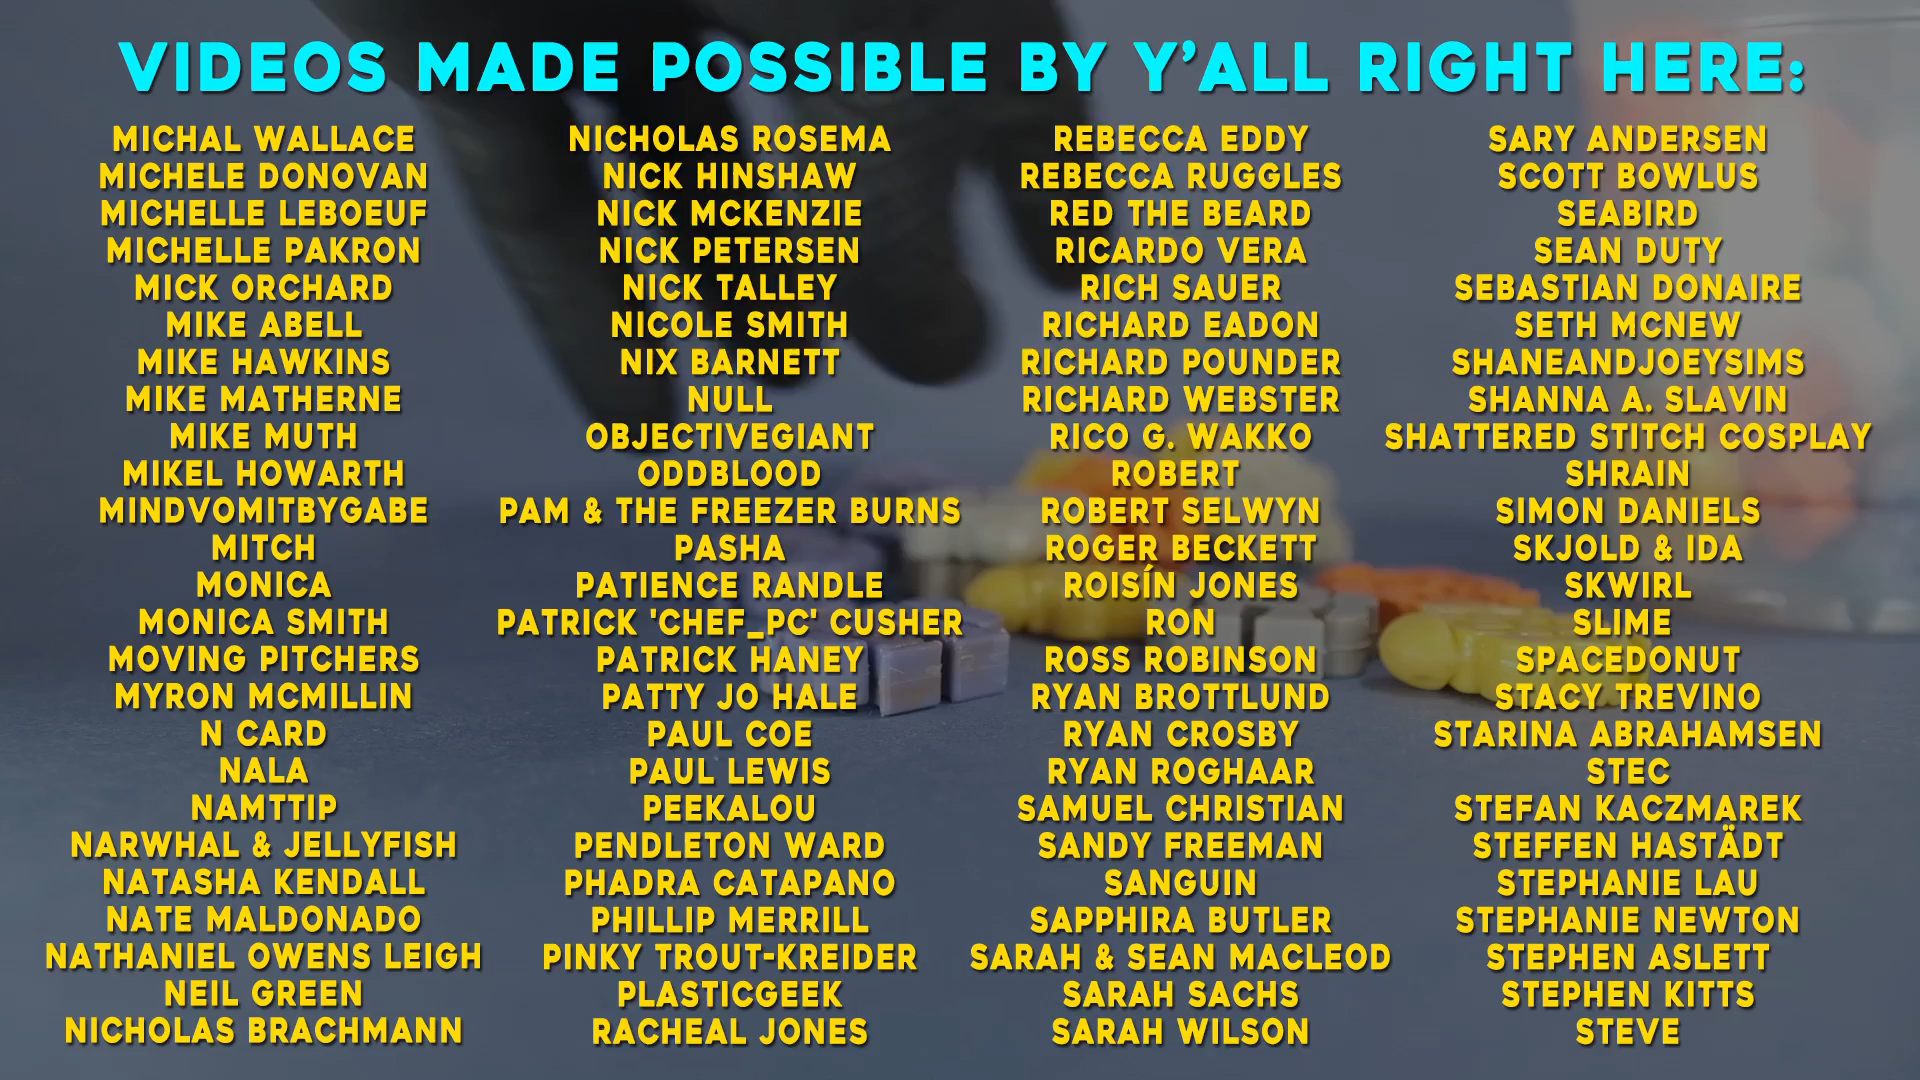 VIDEOS MADE POSSIBLE BY Y'ALL RIGHT HERE:
MICHAL WALLACE
MICHELE DONOVAN
MICHELLE LEBOEUF
MICHELLE PAKRON
MICK ORCHARD
MIKE ABELL
MIKE HAWKINS
MIKE MATHERNE
MIKE MUTH
MIKEL HOWARTH
MINDVOMITBYGABE
MITCH
MONICA
MONICA SMITH
MOVING PITCHERS
MYRON MCMILLIN
N CARD
NALA
NAMTTIP
NARWHAL & JELLYFISH
NATASHA KENDALL
NATE MALDONADO
NATHANIEL OWENS LEIGH
NEIL GREEN
NICHOLAS BRACHMANN
NICHOLAS ROSEMA
NICK HINSHAW
NICK MCKENZIE
NICK PETERSEN
NICK TALLEY
NICOLE SMITH
NIX BARNETT
NULL
OBJECTIVEGIANT
ODDBLOOD
PAM & THE FREEZER BURNS
PASHA
PATIENCE RANDLE
PATRICK 'CHEF_PC' CUSHER
PATRICK HANEY
PATTY JO HALE
PAUL COE
PAUL LEWIS
PEEKALOU
PENDLETON WARD
PHADRA CATAPANO
PHILLIP MERRILL
PINKY TROUT-KREIDER
PLASTICGEEK
RACHEAL JONES
REBECCA EDDY
REBECCA RUGGLES
RED THE BEARD
RICARDO VERA
RICH SAUER
RICHARD EADON
RICHARD POUNDER
RICHARD WEBSTER
RICO G. WAKKO
ROBERT
ROBERT SELWYN
ROGER BECKETT
ROISÍN JONES
RON
ROSS ROBINSON
RYAN BROTTLUND
RYAN CROSBY
RYAN ROGHAAR
SAMUEL CHRISTIAN
SANDY FREEMAN
SANGUIN
SAPPHIRA BUTLER
SARAH & SEAN MACLEOD
SARAH SACHS
SARAH WILSON
SARY ANDERSEN
SCOTT BOWLUS
SEABIRD
SEAN DUTY
SEBASTIAN DONAIRE
SETH MCNEW
SHANEANDJOEYSIMS
SHANNA A. SLAVIN
SHATTERED STITCH COSPLAY
SHRAIN
SIMON DANIELS
SKJOLD & IDA
SKWIRL
SLIME
SPACEDONUT
STACY TREVINO
STARINA ABRAHAMSEN
STEC
STEFAN KACZMAREK
STEFFEN HASTÄDT
STEPHANIE LAU
STEPHANIE NEWTON
STEPHEN ASLETT
STEPHEN KITTS
STEVE